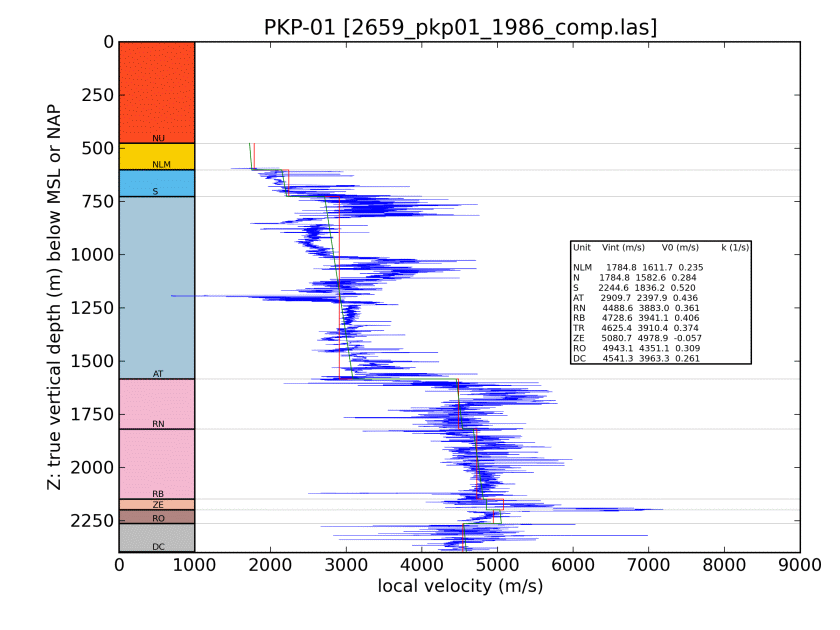 PKP-01 [2659_pkp01_1986_comp.las]
0
250
500
750
1000
1250
1500
1750
2000
2250
Z: true vertical depth (m) below MSL or NAP
NU
NLM
S
AT
RN
RB
ZE
RO
DC
Unit Vint (m/s) V0 (m/s) k (1/s)
NLM 1784.8 1611.7 0.235
N 1784.8 1582.6 0.284
S 2244.6 1836.2 0.520
AT 2909.7 2397.9 0.436
RN 4488.6 3883.0 0.361
RB 4728.6 3941.1 0.406
TR 4625.4 3910.4 0.374
ZE 5080.7 4978.9 -0.057
RO 4943.1 4351.1 0.309
DC 4541.3 3963.3 0.261
0 1000 2000 3000 4000 5000 6000 7000 8000 9000
local velocity (m/s)